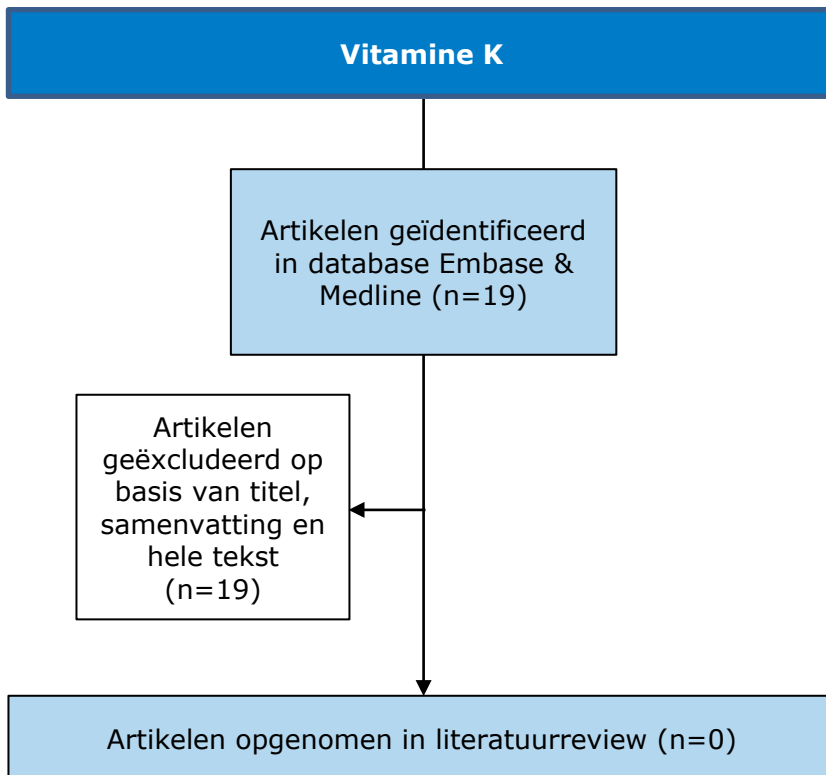 Vitamine K
Artikelen geïdentificeerd
in database Embase &
Medline (n=19)
Artikelen
geëxcludeerd op
basis van titel,
samenvatting en
hele tekst
(n=19)
Artikelen opgenomen in literatuurreview (n=0)